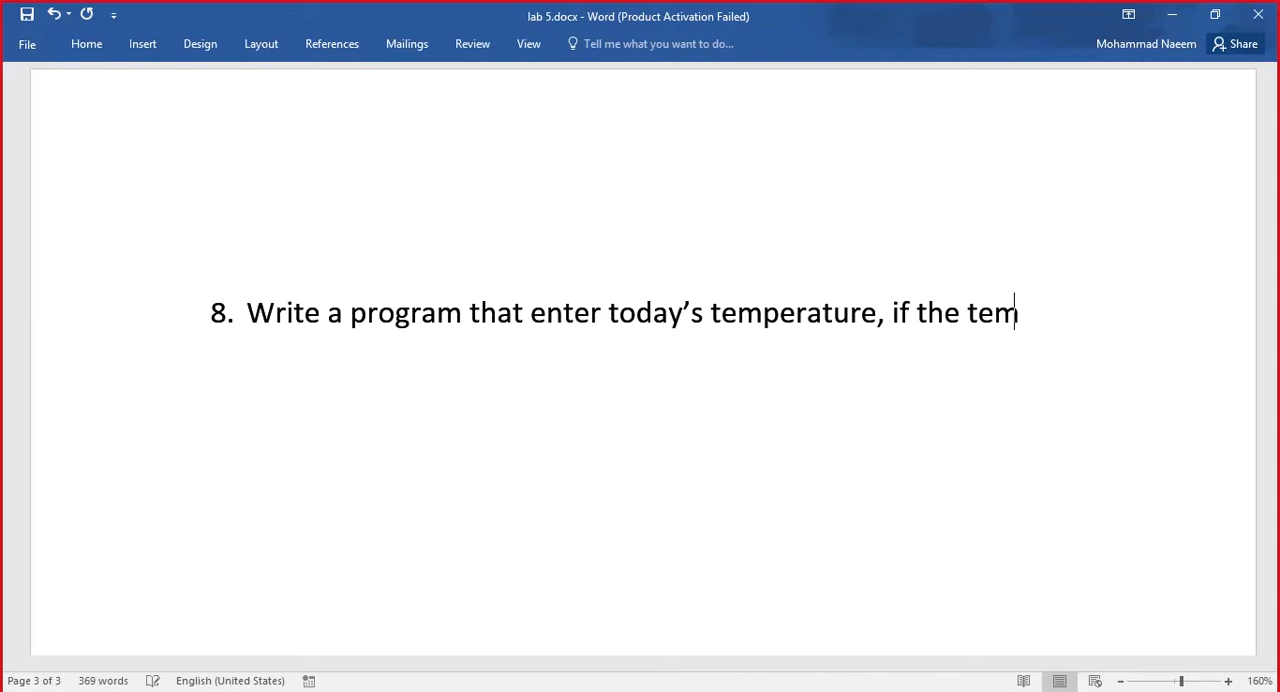 lab 5.docx - Word (Product Activation Failed)
File Home Insert Design Layout References Mailings Review View Tell me what you want to do... Mohammad Naeem Share
8. Write a program that enter today’s temperature, if the tem
Page 3 of 3 369 words English (United States) 160%